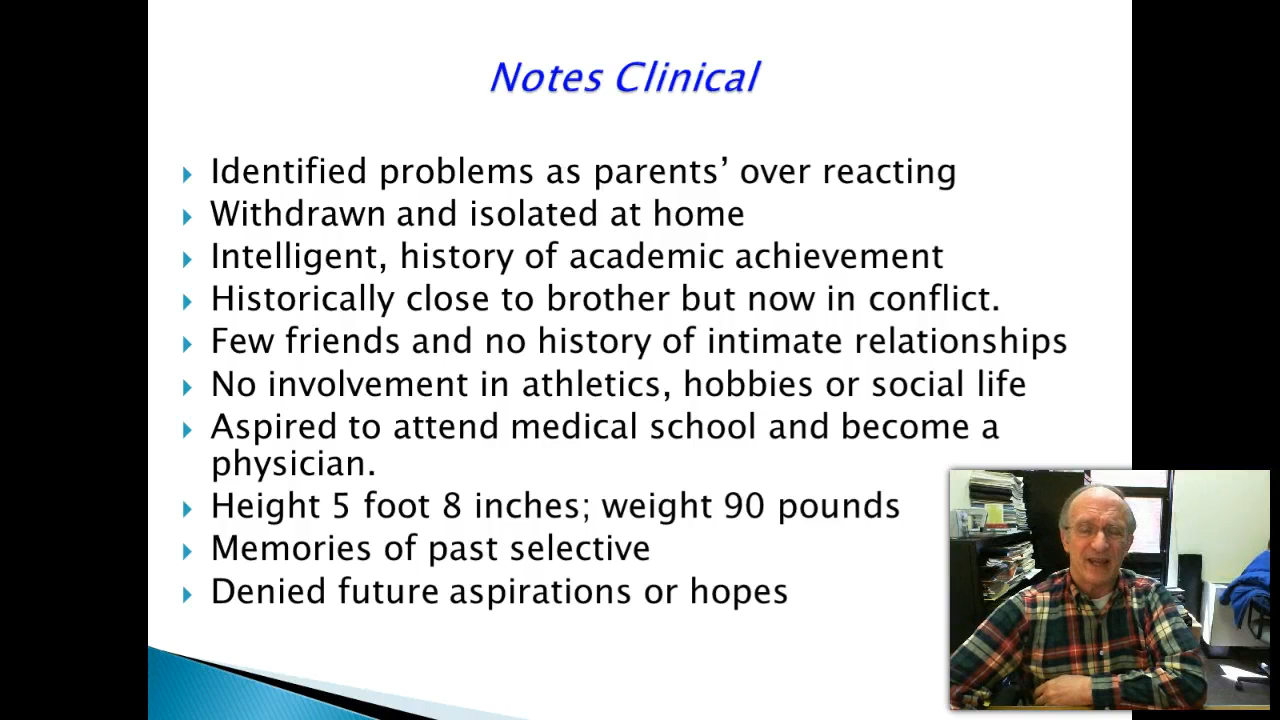 Notes Clinical
Identified problems as parents’ over reacting
Withdrawn and isolated at home
Intelligent, history of academic achievement
Historically close to brother but now in conflict.
Few friends and no history of intimate relationships
No involvement in athletics, hobbies or social life
Aspired to attend medical school and become a
physician.
Height 5 foot 8 inches; weight 90 pounds
Memories of past selective
Denied future aspirations or hopes